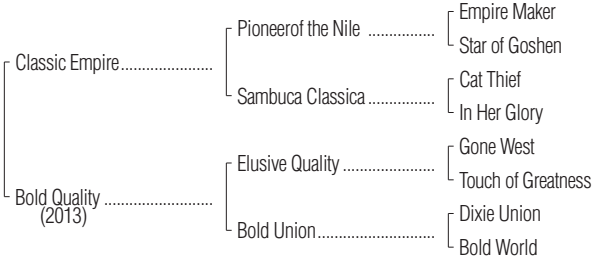 Empire Maker
Pioneerof the Nile ...............
Star of Goshen
Classic Empire......................
Cat Thief
Sambuca Classica ...............
In Her Glory
Gone West
Elusive Quality .....................
Touch of Greatness
Bold Quality .........................
(2013)
Dixie Union
Bold Union...........................
Bold World